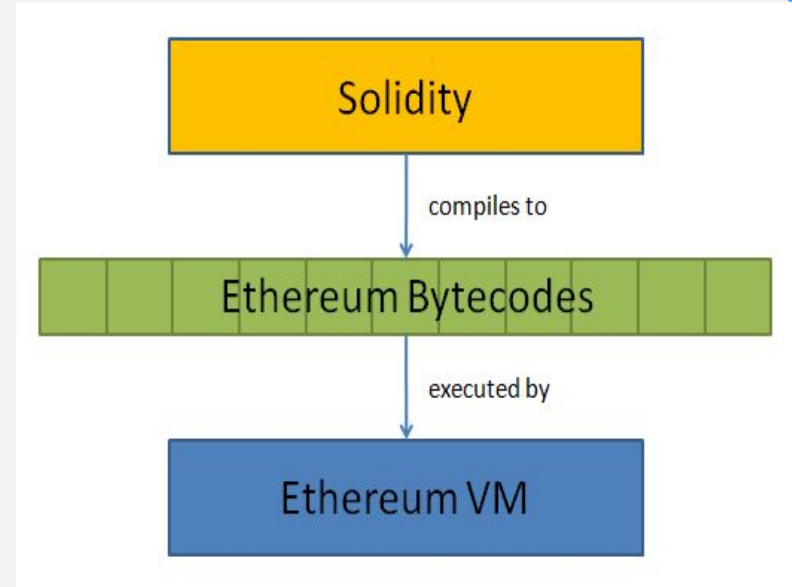 Solidity
compiles to
Ethereum Bytecodes
executed by
Ethereum VM